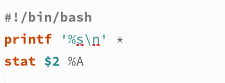 #!/bin/bash
printf '%s\n' *
stat $2 %A